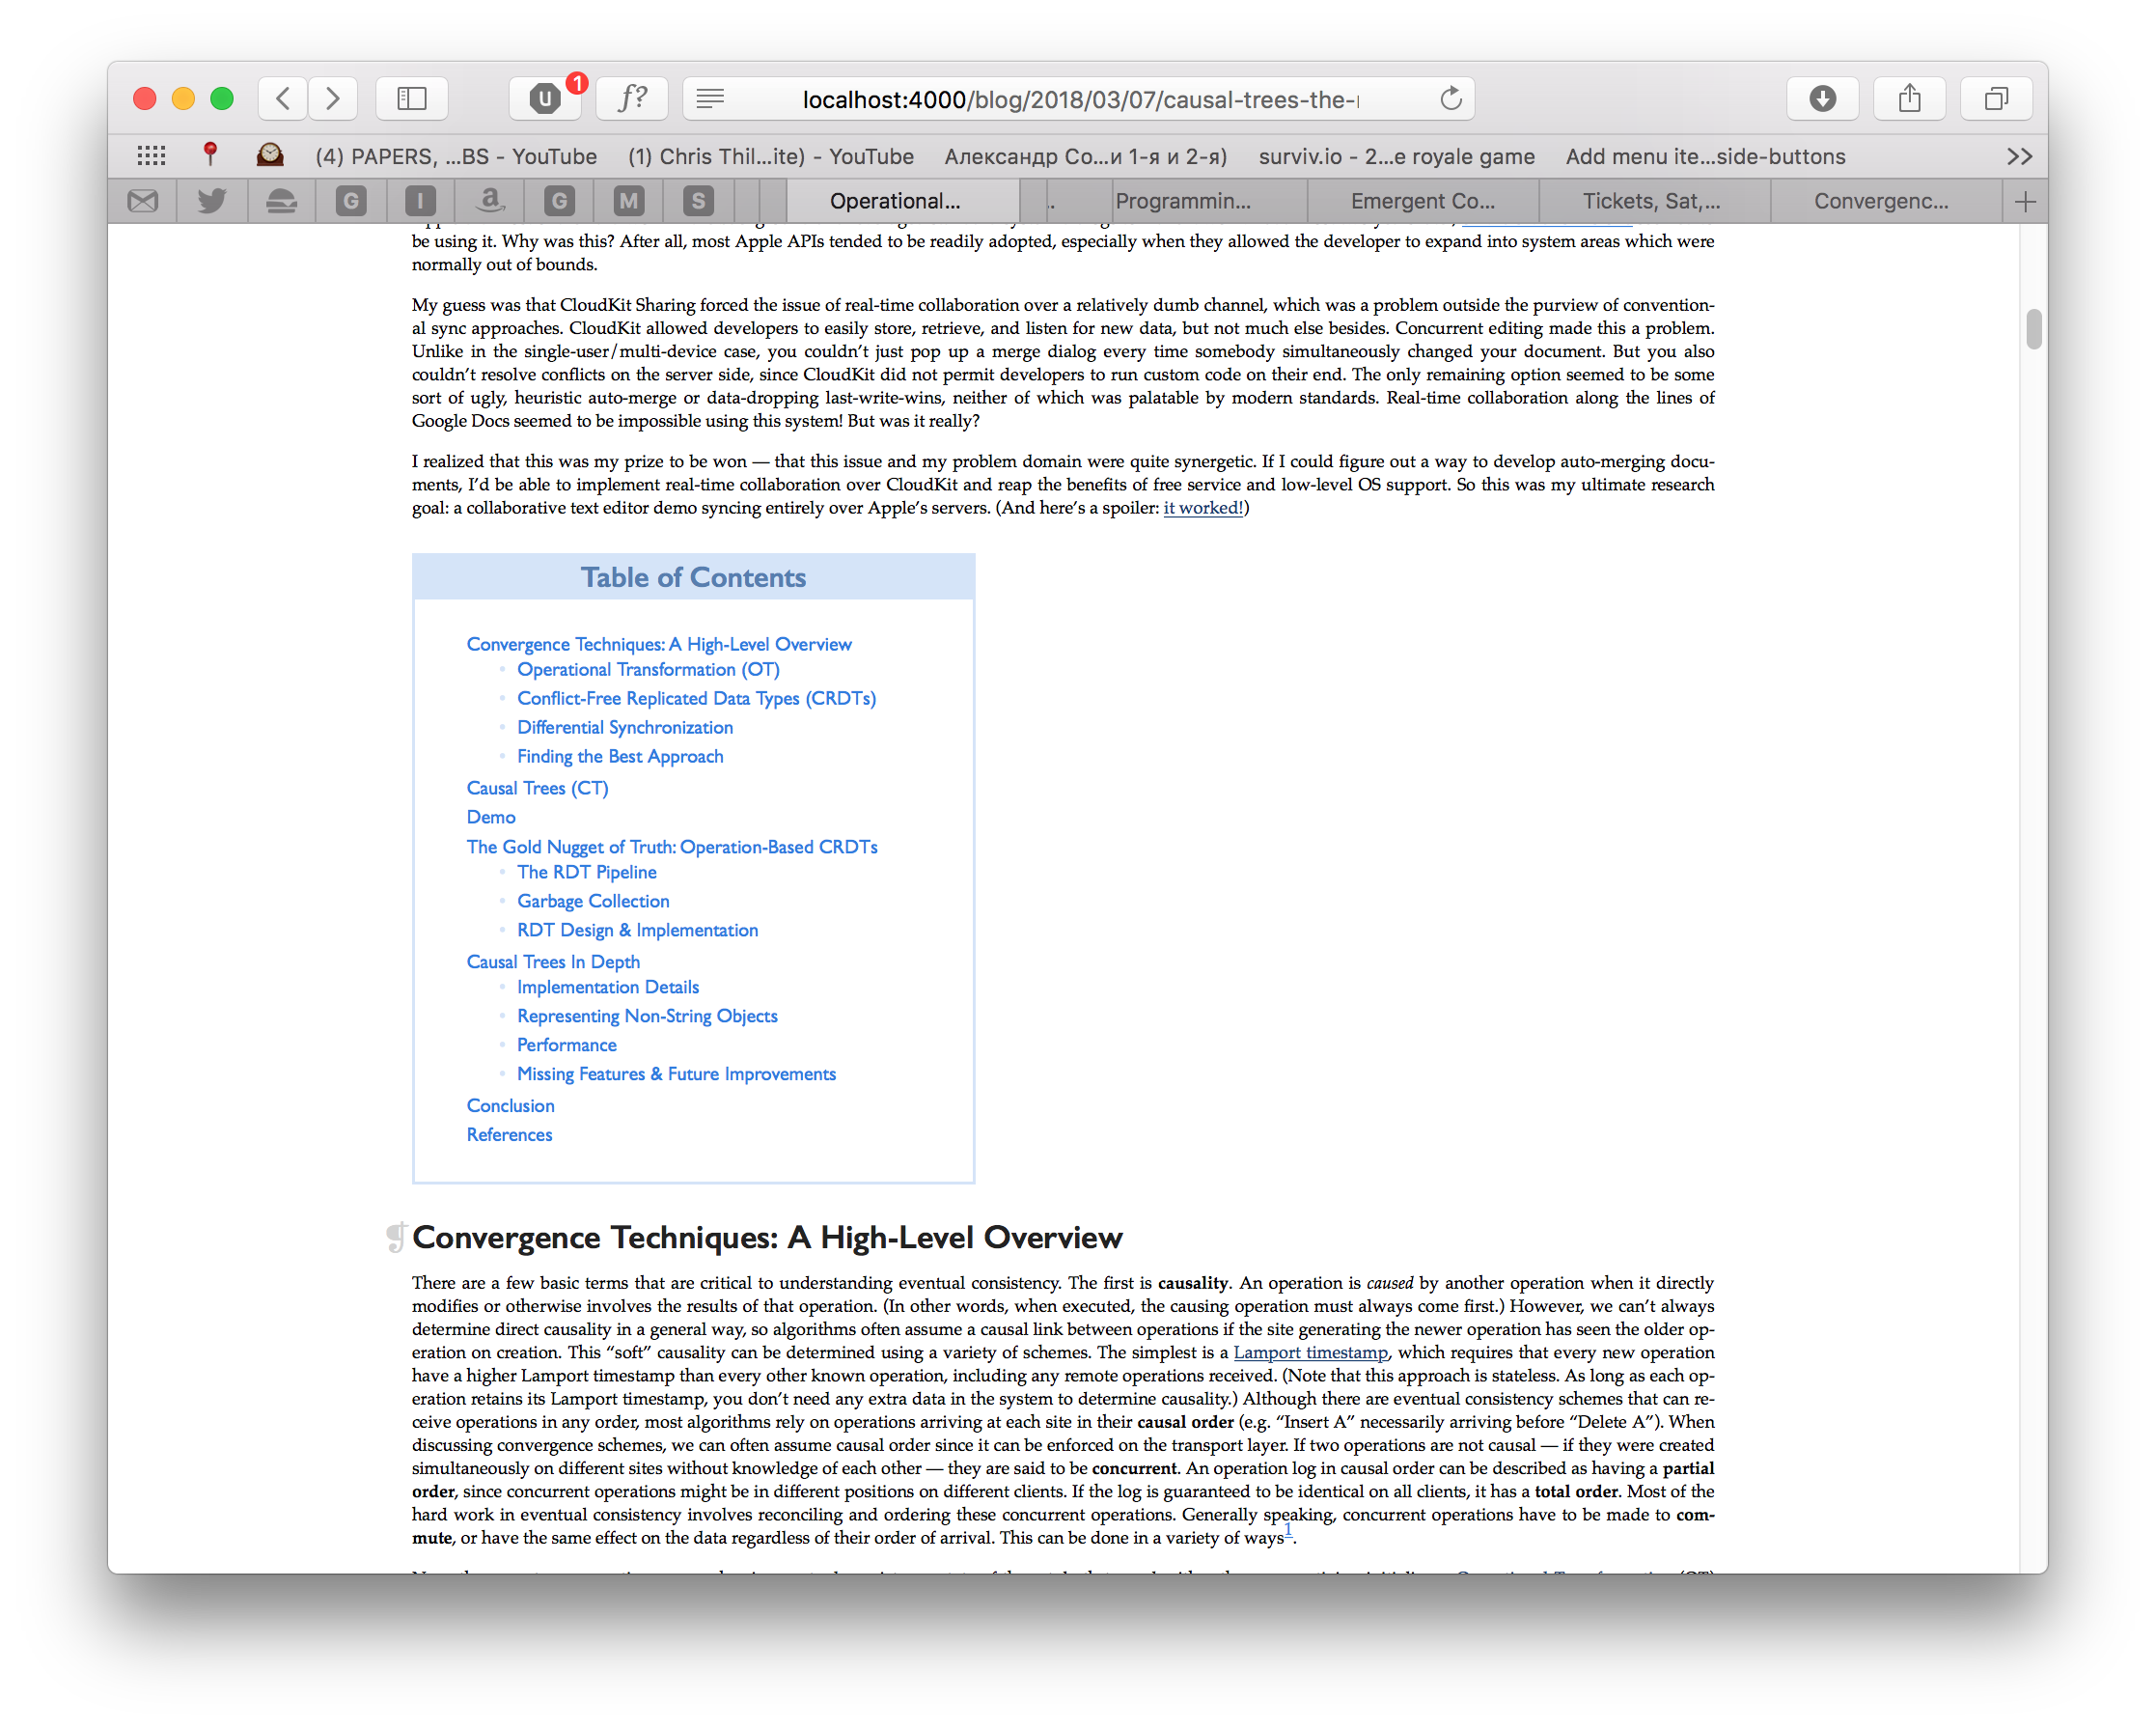 1
f?
localhost:4000/blog/2018/03/07/causal-trees-the-
(4) PAPERS, ...BS - YouTube (1) Chris Thil...ite) - YouTube Александр Со...и 1-я и 2-я) surviv.io - 2...e royale game Add menu ite...side-buttons >>
G I a G M S Operational... .. Programmin... Emergent Co... Tickets, Sat,... Convergenc... +
be using it. Why was this? After all, most Apple APIs tended to be readily adopted, especially when they allowed the developer to expand into system areas which were
normally out of bounds.
My guess was that CloudKit Sharing forced the issue of real-time collaboration over a relatively dumb channel, which was a problem outside the purview of convention-
al sync approaches. CloudKit allowed developers to easily store, retrieve, and listen for new data, but not much else besides. Concurrent editing made this a problem.
Unlike in the single-user/multi-device case, you couldn't just pop up a merge dialog every time somebody simultaneously changed your document. But you also
couldn't resolve conflicts on the server side, since CloudKit did not permit developers to run custom code on their end. The only remaining option seemed to be some
sort of ugly, heuristic auto-merge or data-dropping last-write-wins, neither of which was palatable by modern standards. Real-time collaboration along the lines of
Google Docs seemed to be impossible using this system! But was it really?
I realized that this was my prize to be won — that this issue and my problem domain were quite synergetic. If I could figure out a way to develop auto-merging docu-
ments, I'd be able to implement real-time collaboration over CloudKit and reap the benefits of free service and low-level OS support. So this was my ultimate research
goal: a collaborative text editor demo syncing entirely over Apple's servers. (And here's a spoiler: it worked!)
Table of Contents
Convergence Techniques: A High-Level Overview
• Operational Transformation (OT)
• Conflict-Free Replicated Data Types (CRDTs)
• Differential Synchronization
• Finding the Best Approach
Causal Trees (CT)
Demo
The Gold Nugget of Truth: Operation-Based CRDTs
• The RDT Pipeline
• Garbage Collection
• RDT Design & Implementation
Causal Trees In Depth
• Implementation Details
• Representing Non-String Objects
• Performance
• Missing Features & Future Improvements
Conclusion
References
¶ Convergence Techniques: A High-Level Overview
There are a few basic terms that are critical to understanding eventual consistency. The first is causality. An operation is caused by another operation when it directly
modifies or otherwise involves the results of that operation. (In other words, when executed, the causing operation must always come first.) However, we can't always
determine direct causality in a general way, so algorithms often assume a causal link between operations if the site generating the newer operation has seen the older op-
eration on creation. This “soft” causality can be determined using a variety of schemes. The simplest is a Lamport timestamp, which requires that every new operation
have a higher Lamport timestamp than every other known operation, including any remote operations received. (Note that this approach is stateless. As long as each op-
eration retains its Lamport timestamp, you don't need any extra data in the system to determine causality.) Although there are eventual consistency schemes that can re-
ceive operations in any order, most algorithms rely on operations arriving at each site in their causal order (e.g. “Insert A” necessarily arriving before “Delete A”). When
discussing convergence schemes, we can often assume causal order since it can be enforced on the transport layer. If two operations are not causal — if they were created
simultaneously on different sites without knowledge of each other — they are said to be concurrent. An operation log in causal order can be described as having a partial
order, since concurrent operations might be in different positions on different clients. If the log is guaranteed to be identical on all clients, it has a total order. Most of the
hard work in eventual consistency involves reconciling and ordering these concurrent operations. Generally speaking, concurrent operations have to be made to com-
mute, or have the same effect on the data regardless of their order of arrival. This can be done in a variety of ways1.